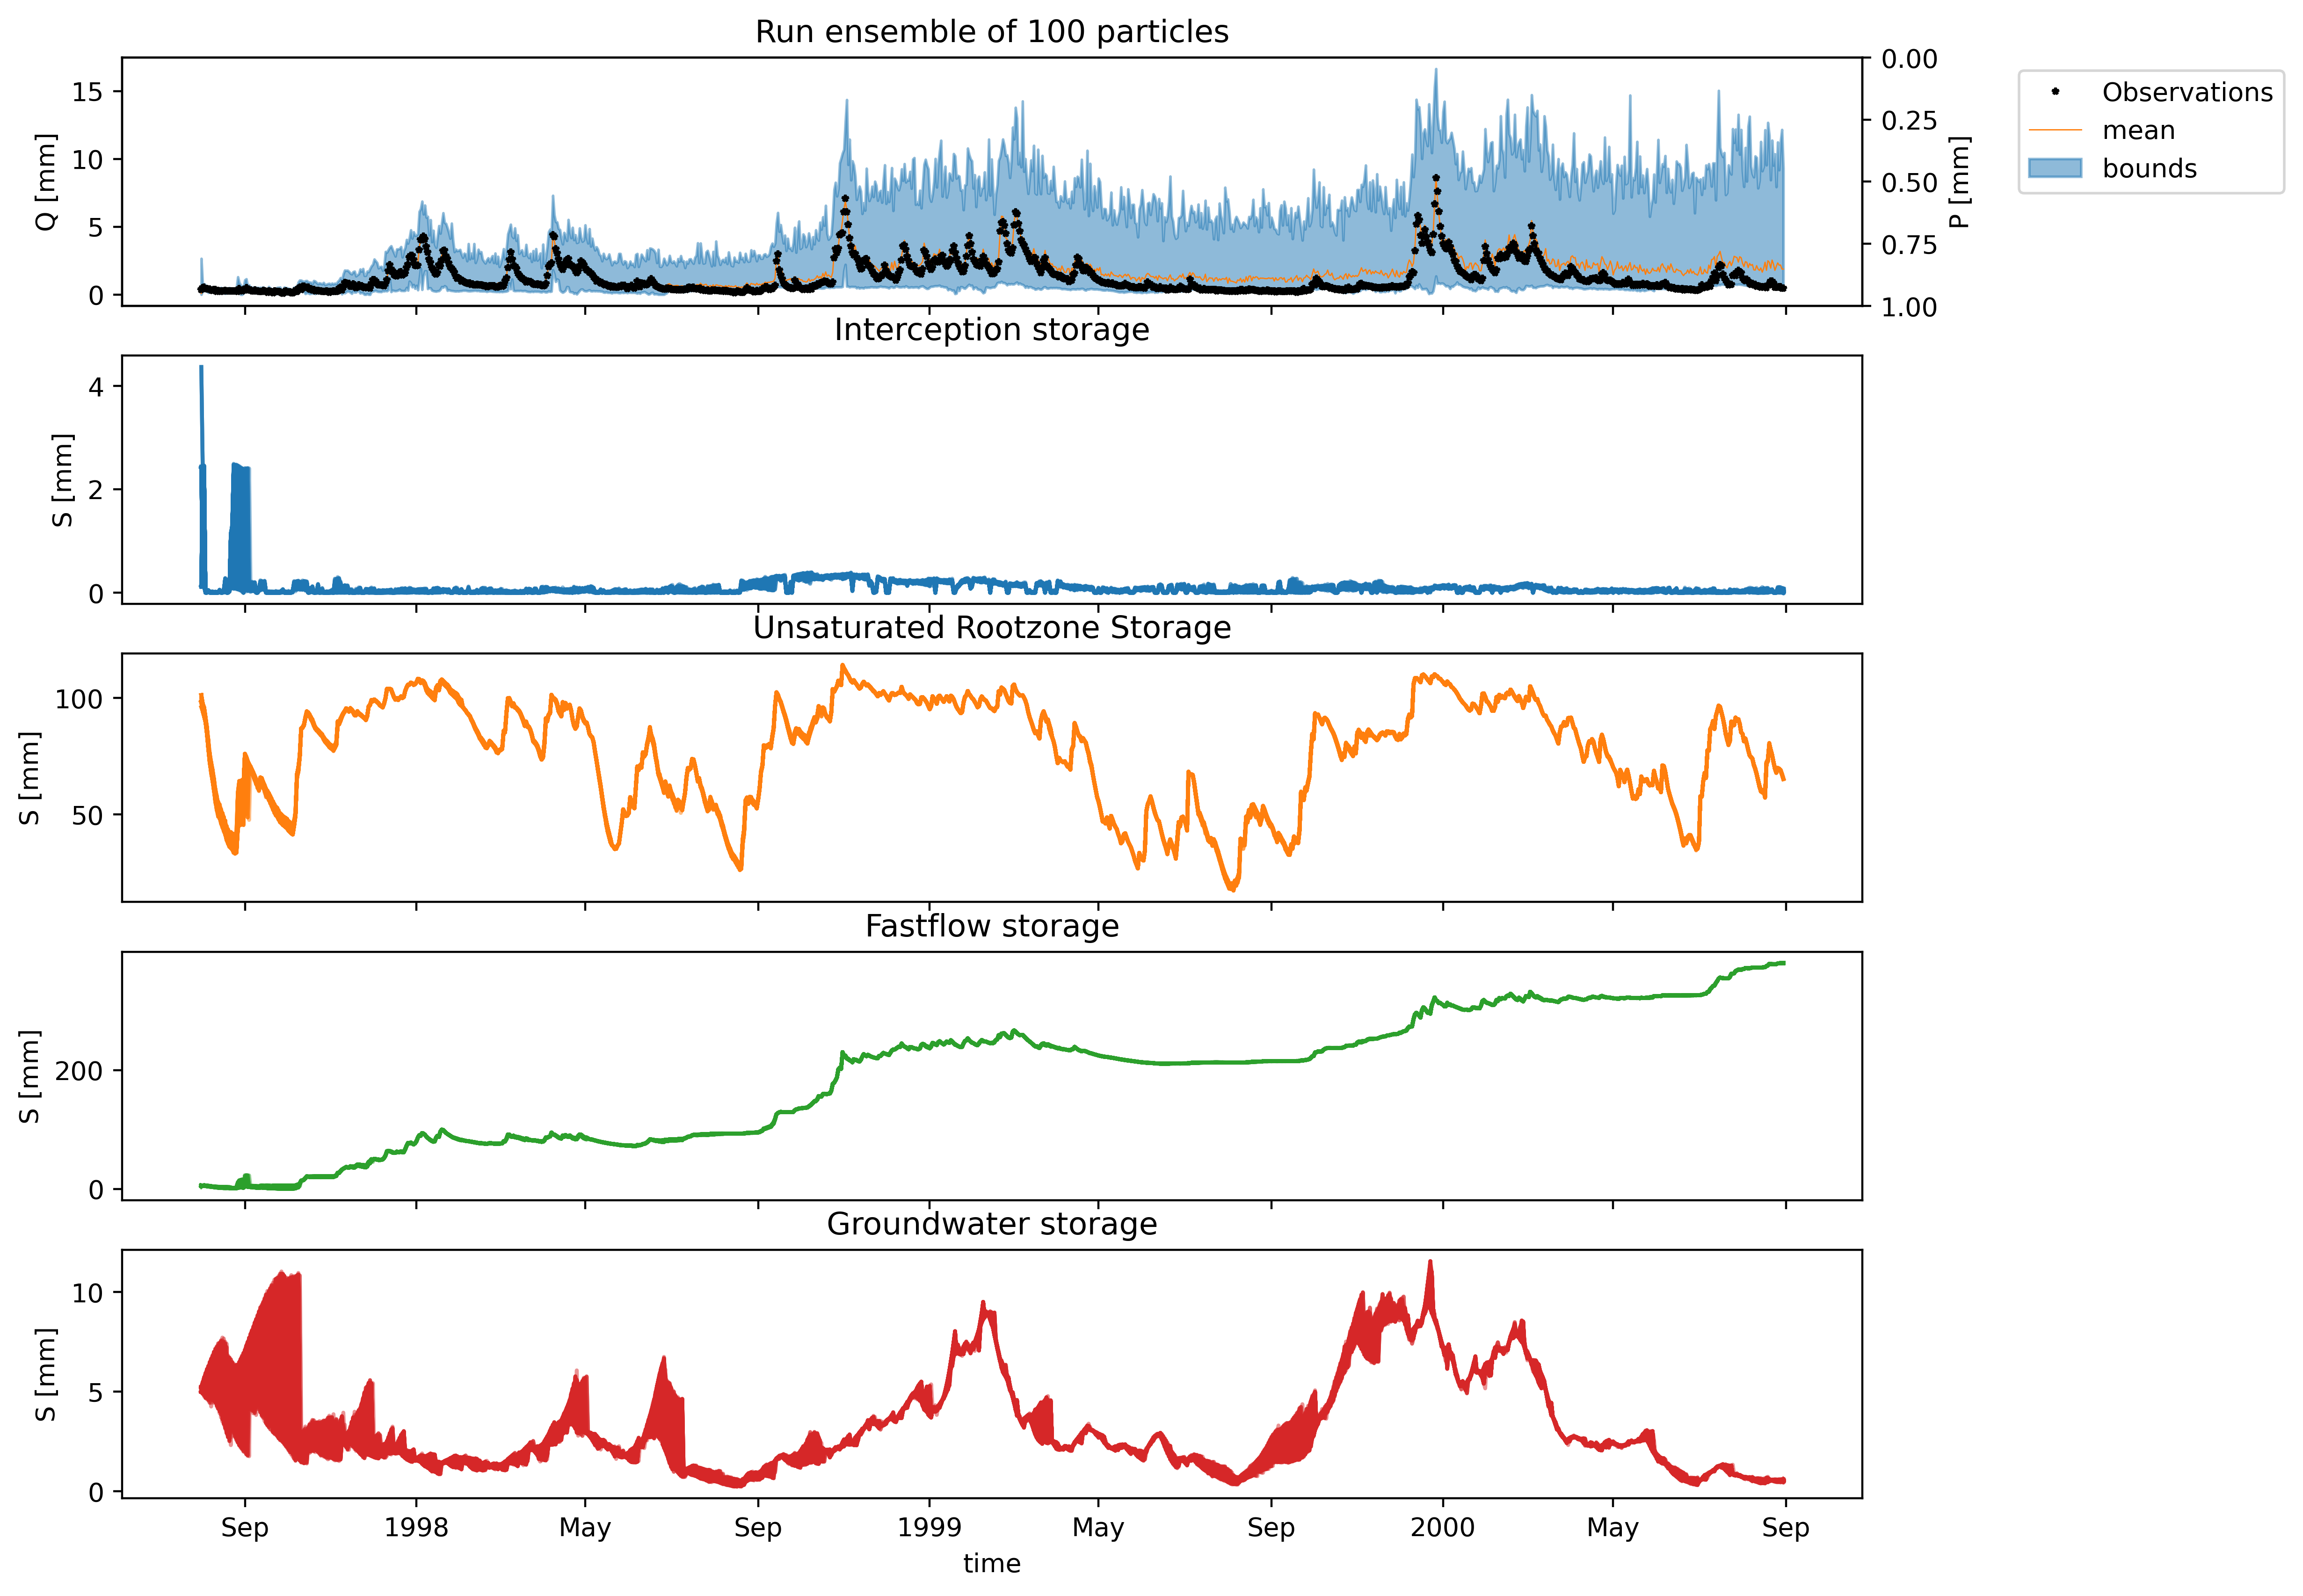 Run ensemble of 100 particles
15
10
5
0
Q [mm]
0.00
0.25
0.50
0.75
1.00
P [mm]
Observations
mean
bounds
Interception storage
4
2
0
S [mm]
Unsaturated Rootzone Storage
100
50
S [mm]
Fastflow storage
200
0
S [mm]
Groundwater storage
10
5
0
S [mm]
Sep 1998 May Sep 1999 May Sep 2000 May Sep
time